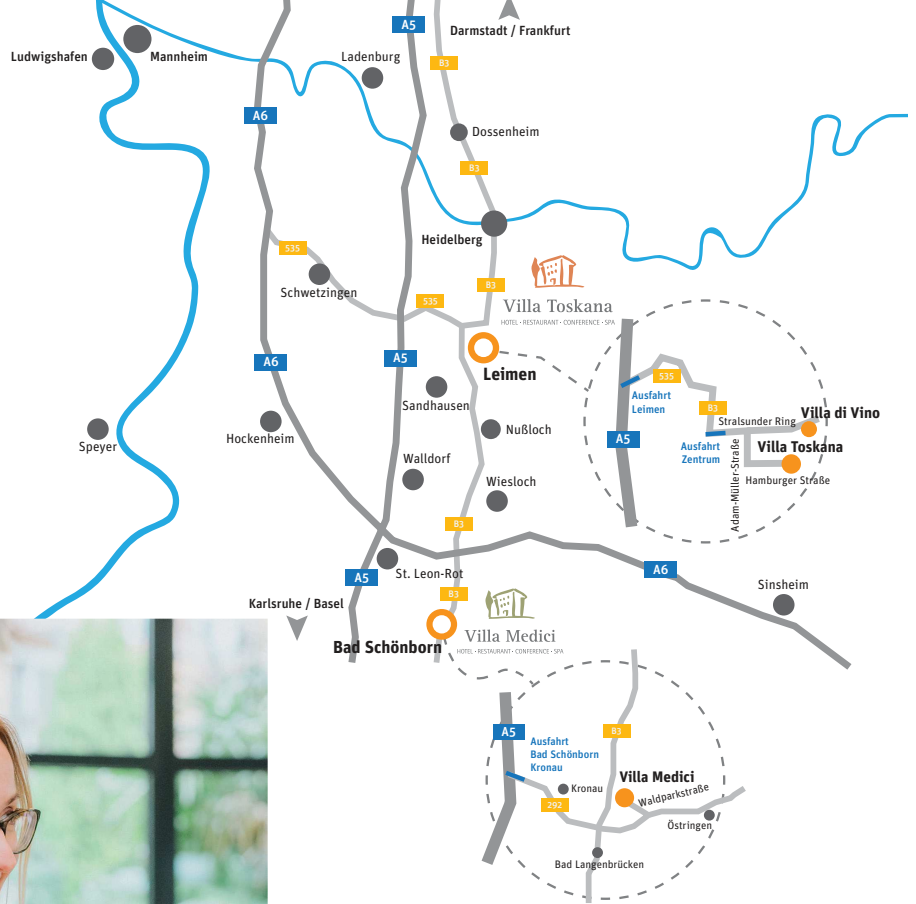 A5
Darmstadt / Frankfurt
Ludwigshafen
Mannheim
Ladenburg
B3
A6
Dossenheim
B3
Heidelberg
535
Schwetzingen
B3
535
Villa Toskana
HOTEL • RESTAURANT • CONFERENCE • SPA
A6
A5
Leimen
Sandhausen
Hockenheim
Speyer
Nußloch
Walldorf
Wiesloch
535
Ausfahrt
Leimen
B3
Stralsunder Ring
Villa di Vino
A5
Ausfahrt
Zentrum
Villa Toskana
Adam-Müller-Straße
Hamburger Straße
B3
St. Leon-Rot
A5
A6
Sinsheim
Karlsruhe / Basel
B3
Bad Schönborn
Villa Medici
HOTEL • RESTAURANT • CONFERENCE • SPA
A5
B3
Ausfahrt
Bad Schönborn
Kronau
Villa Medici
Kronau
Waldparkstraße
292
Östringen
Bad Langenbrücken